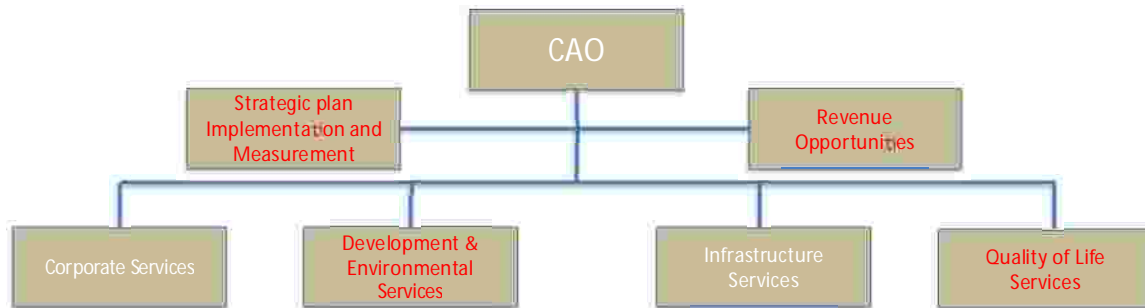 CAO
Strategic plan
Implementation and
Measurement
Revenue
Opportunities
Corporate Services
Development &
Environmental
Services
Infrastructure
Services
Quality of Life
Services